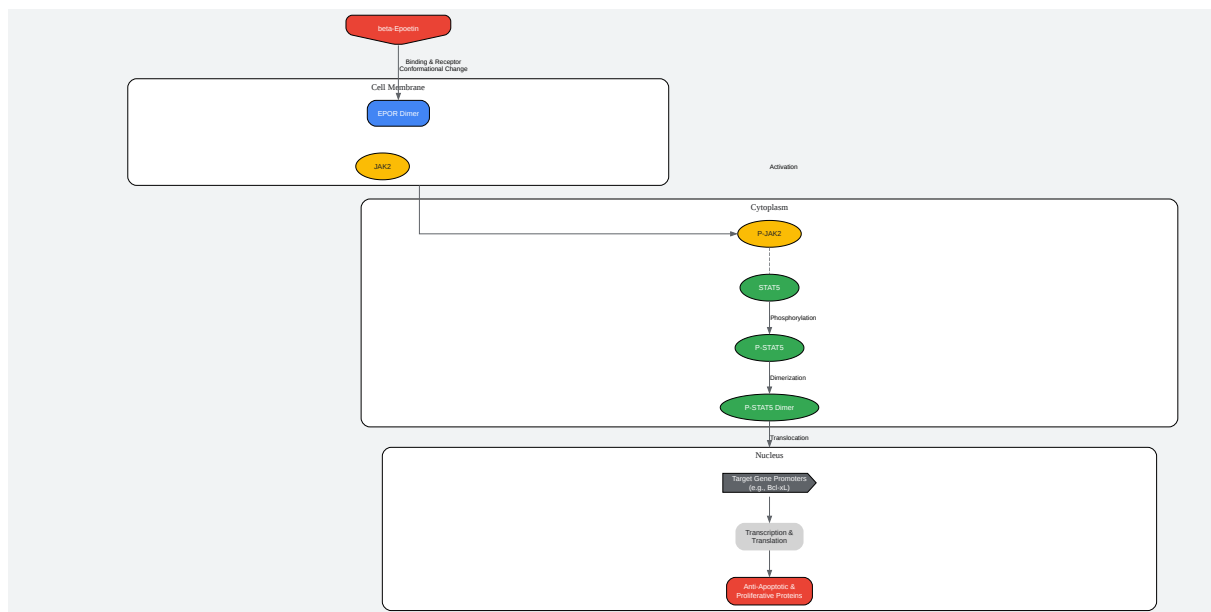 beta-Epoetin
Binding & Receptor
Conformational Change
Cell Membrane
EPOR Dimer
JAK2
Activation
Cytoplasm
P-JAK2
STAT5
Phosphorylation
P-STAT5
Dimerization
P-STAT5 Dimer
Translocation
Nucleus
Target Gene Promoters
(e.g., Bcl-xL)
Transcription &
Translation
Anti-Apoptotic &
Proliferative Proteins